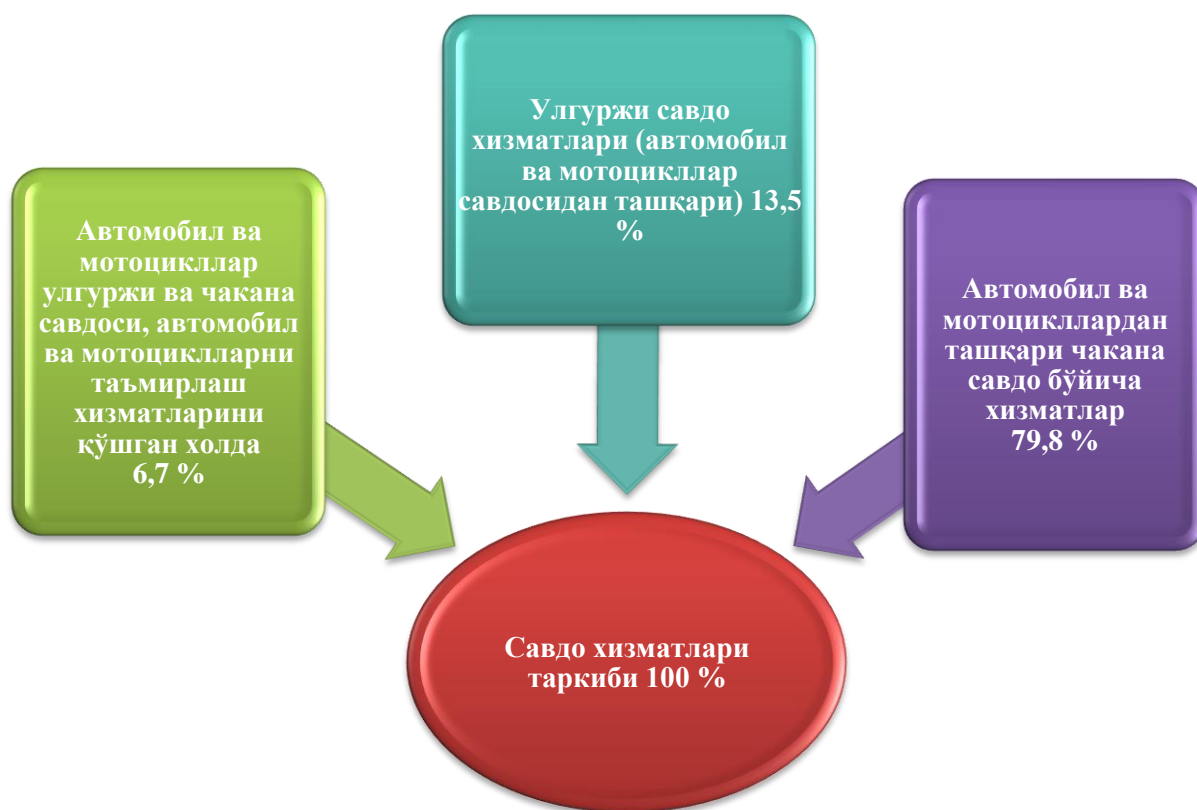 Улгуржи савдо
хизматлари (автомобил
ва мотоцикллар
савдосидан ташқари) 13,5
%
Автомобил ва
мотоцикллар
улгуржи ва чакана
савдоси, автомобил
ва мотоциклларни
таъмирлаш
хизматларини
қўшган холда
6,7 %
Автомобил ва
мотоцикллардан
ташқари чакана
савдо бўйича
хизматлар
79,8 %
Савдо хизматлари
таркиби 100 %